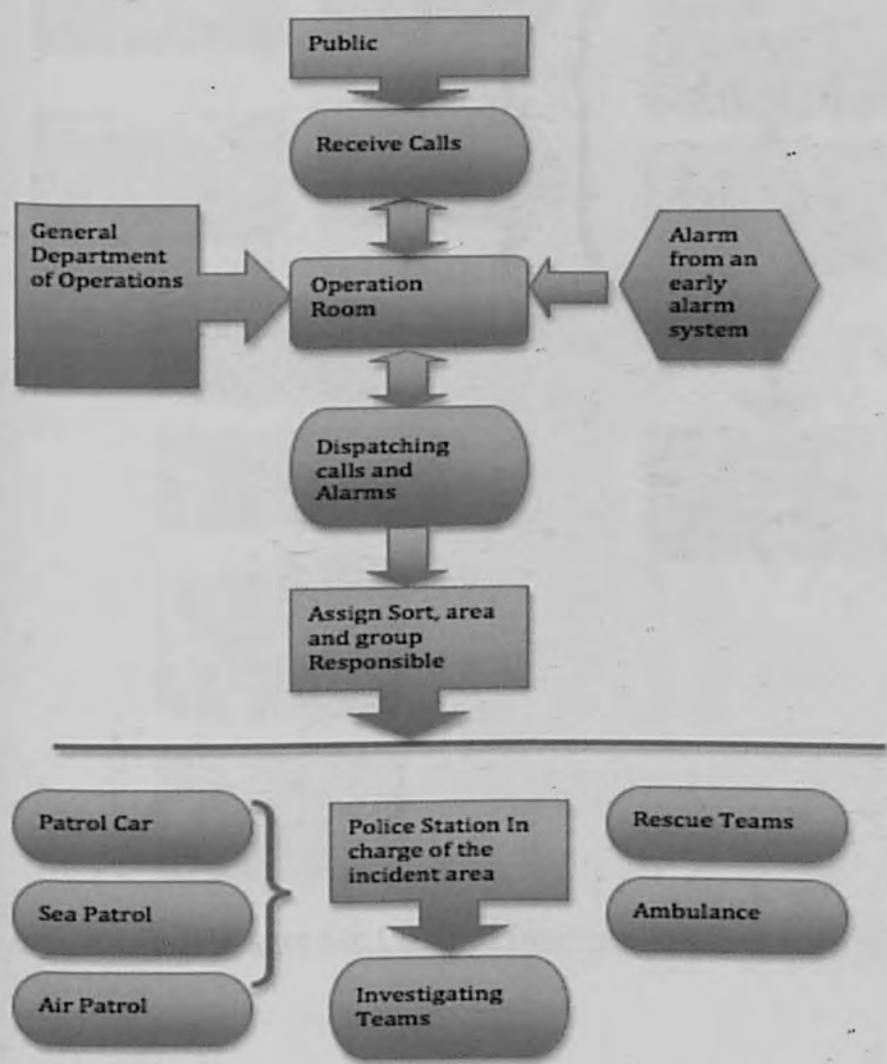 Public
Receive Calls
General
Department
of Operations
Operation
Room
Alarm
from an
early
alarm
system
Dispatching
calls and
Alarms
Assign Sort, area
and group
Responsible
Patrol Car
Sea Patrol
Air Patrol
Police Station In
charge of the
incident area
Investigating
Teams
Rescue Teams
Ambulance